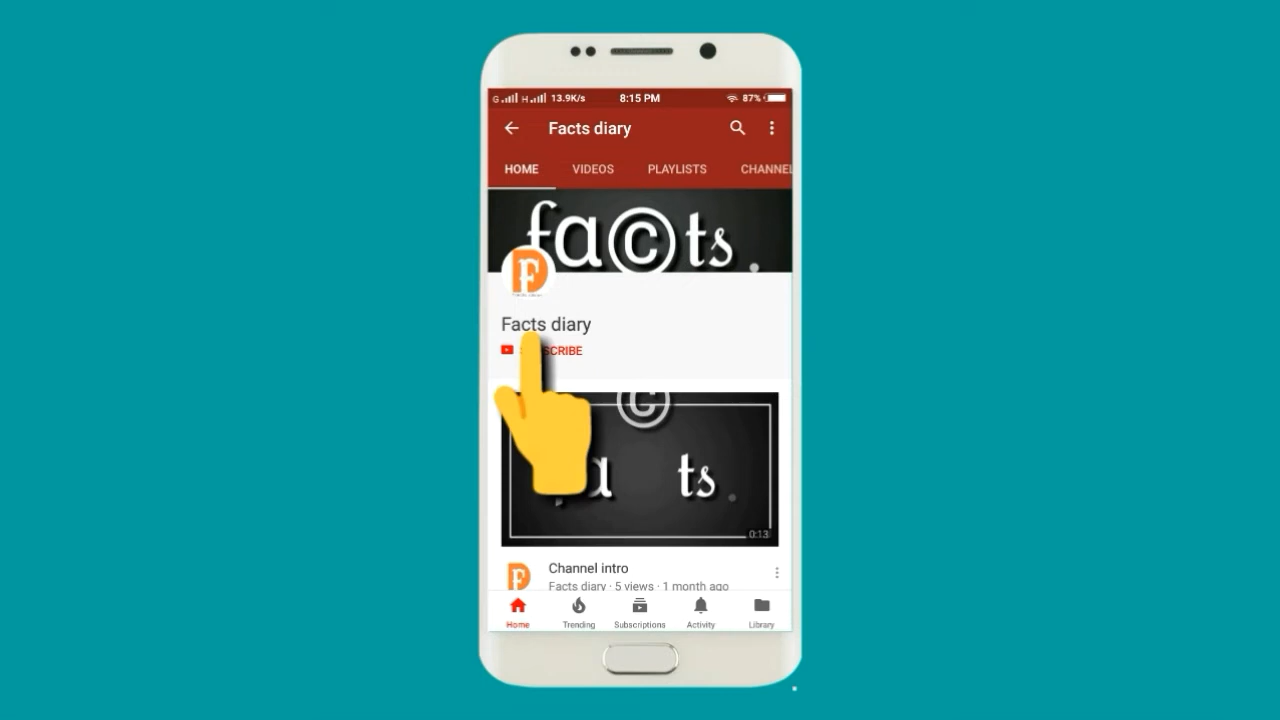 G H 13.9K/s 8:15 PM 87%
Facts diary
HOME VIDEOS PLAYLISTS CHANNEL
fa©ts.
F
Facts diary
SCRIBE
©
a ts.
0:13
F
Channel intro
Facts diary · 5 views · 1 month ago
Home Trending Subscriptions Activity Library